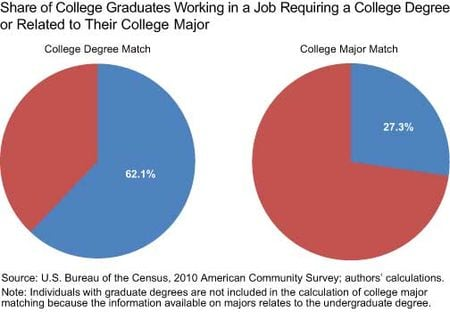 Share of College Graduates Working in a Job Requiring a College Degree
or Related to Their College Major
College Degree Match
College Major Match
62.1%
27.3%
Source: U.S. Bureau of the Census, 2010 American Community Survey; authors' calculations.
Note: Individuals with graduate degrees are not included in the calculation of college major
matching because the information available on majors relates to the undergraduate degree.